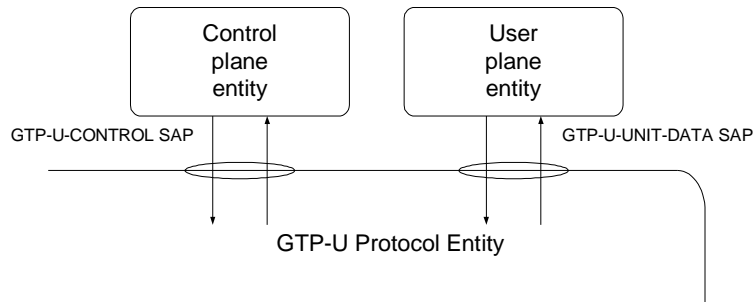 Control
plane
entity
User
plane
entity
GTP-U-CONTROL SAP
GTP-U-UNIT-DATA SAP
GTP-U Protocol Entity